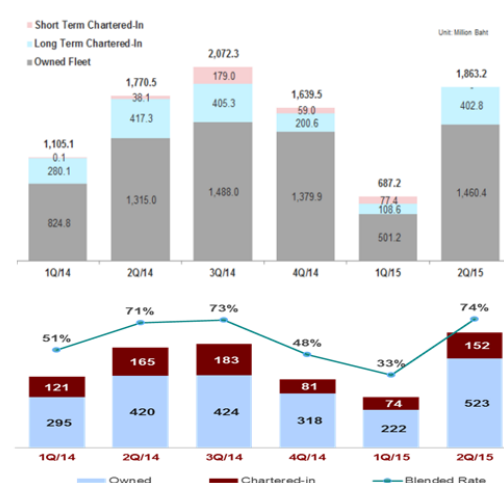 Short Term Chartered-In
Long Term Chartered-In
Owned Fleet
Unit: Million Baht
1,105.1
0.1
280.1
824.8
1,770.5
38.1
417.3
1,315.0
2,072.3
179.0
405.3
1,488.0
1,639.5
59.0
200.6
1,379.9
687.2
77.4
108.6
501.2
1,863.2
-
402.8
1,460.4
1Q/14 2Q/14 3Q/14 4Q/14 1Q/15 2Q/15
51% 71% 73% 48% 33% 74%
121 165 183 81 74 152
295 420 424 318 222 523
1Q/14 2Q/14 3Q/14 4Q/14 1Q/15 2Q/15
Owned Chartered-in Blended Rate